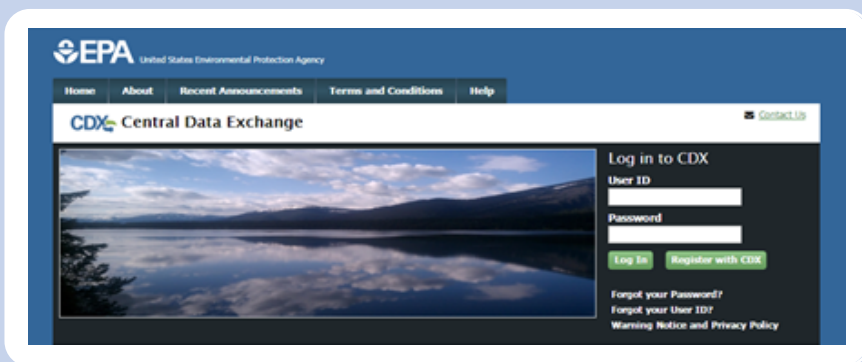 EPA United States Environmental Protection Agency
Home About Recent Announcements Terms and Conditions Help
CDX Central Data Exchange
Contact Us
Log in to CDX
User ID
Password
Log In Register with CDX
Forgot your Password?
Forgot your User ID?
Warning Notice and Privacy Policy